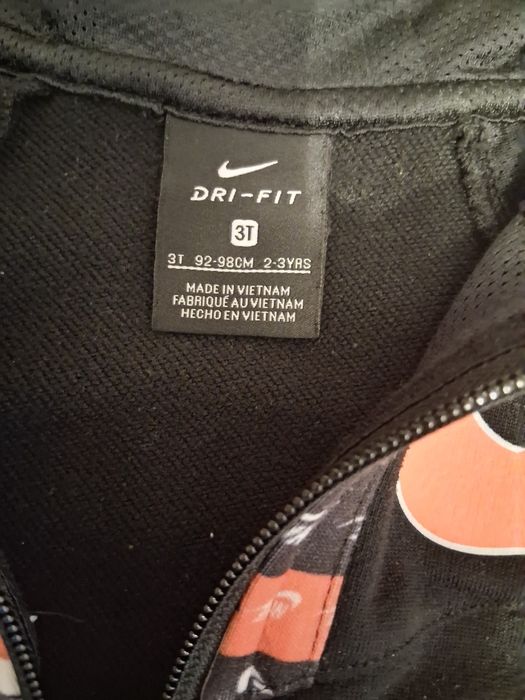 DRI-FIT
3T
3T 92-98CM 2-3YRS
MADE IN VIETNAM
FABRIQUÉ AU VIETNAM
HECHO EN VIETNAM